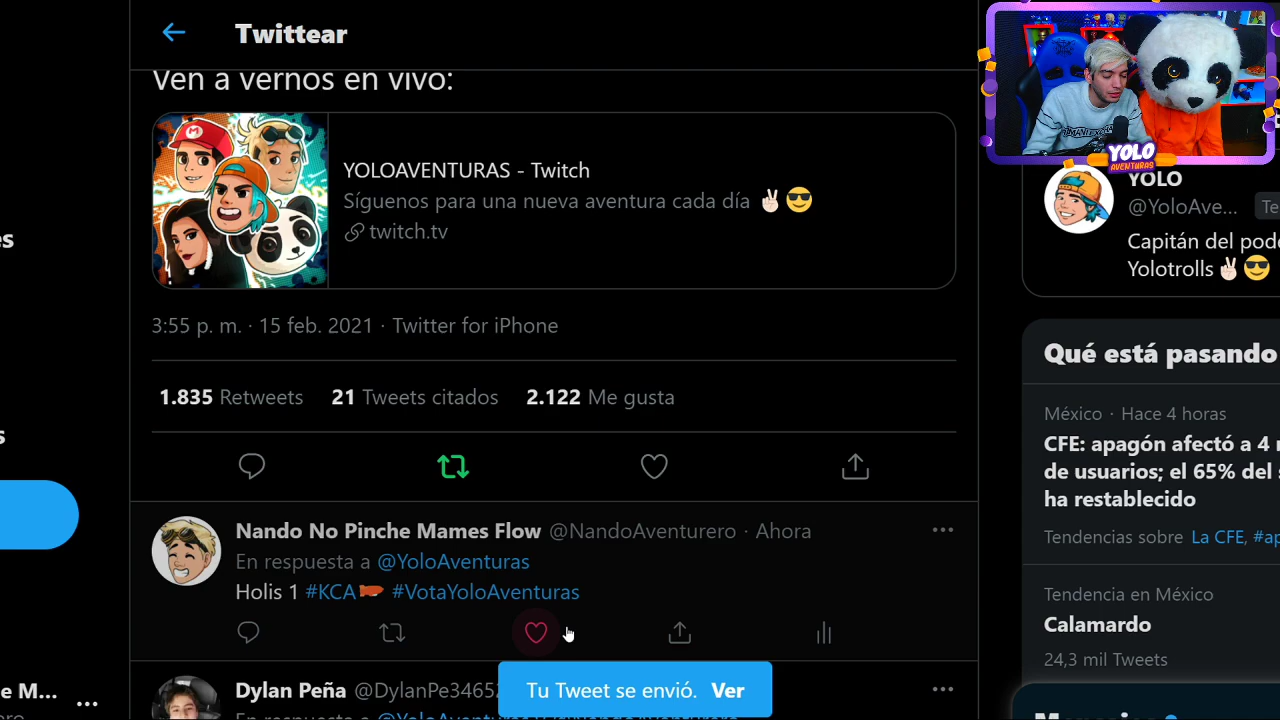 Twittear
Ven a vernos en vivo:
YOLOAVENTURAS - Twitch
Síguenos para una nueva aventura cada día ✌🏻😎
twitch.tv
3:55 p. m. · 15 feb. 2021 · Twitter for iPhone
1.835 Retweets 21 Tweets citados 2.122 Me gusta
Nando No Pinche Mames Flow @NandoAventurero · Ahora
En respuesta a @YoloAventuras
Holis 1 #KCA #VotaYoloAventuras
Dylan Peña @DylanPe3465
Tu Tweet se envió. Ver
es
s
e M...
YOLO
AVENTURAS
YOLO
@YoloAve... Te
Capitán del pod
Yolotrolls ✌🏻😎
Qué está pasando
México · Hace 4 horas
CFE: apagón afectó a 4
de usuarios; el 65% del s
ha restablecido
Tendencias sobre La CFE, #ap
Tendencia en México
Calamardo
24,3 mil Tweets